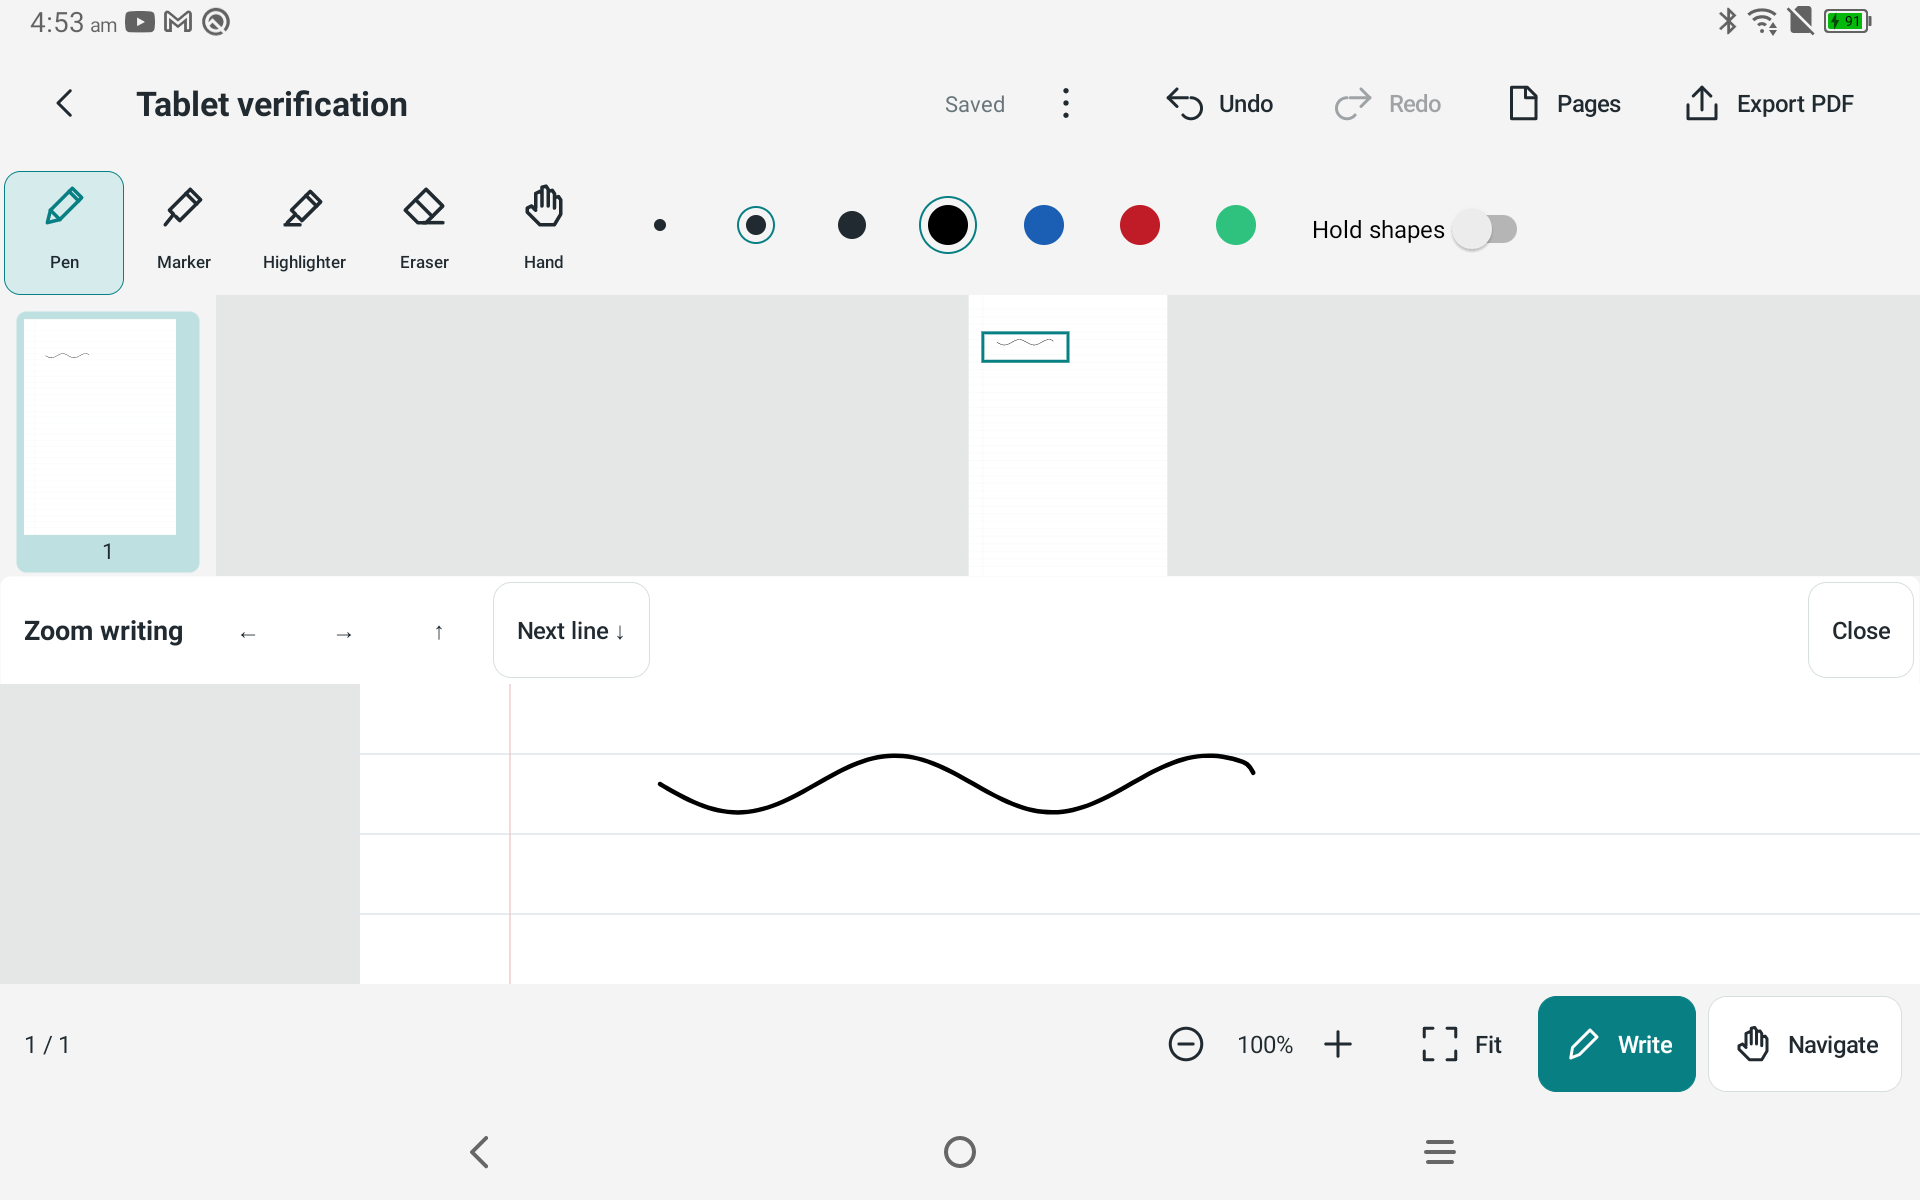 4:53 am
91
Tablet verification
Saved
Undo
Redo
Pages
Export PDF
Pen
Marker
Highlighter
Eraser
Hand
Hold shapes
1
Zoom writing
←
→
↑
Next line ↓
Close
1 / 1
100%
Fit
Write
Navigate